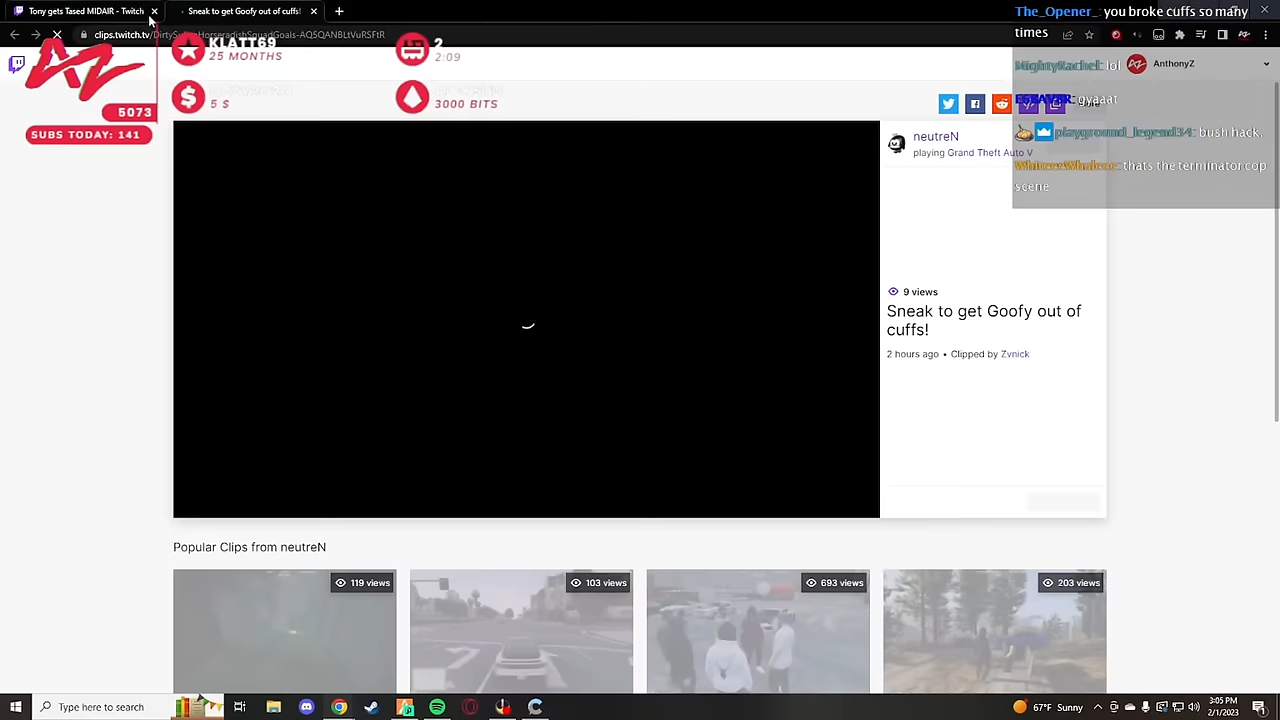 Tony gets Tased MIDAIR - Twitch
Sneak to get Goofy out of cuffs!
The_Opener_: you broke cuffs so many
times
KLATT69
25 MONTHS
2
2:09
5 $
3000 BITS
AZ
5073
SUBS TODAY: 141
MightyRachel: lol
AnthonyZ
gyaaat
playground_legend34: bush hack.
thats the terminator cop
scene
neutreN
playing Grand Theft Auto V
9 views
Sneak to get Goofy out of
cuffs!
2 hours ago • Clipped by Zvnick
Popular Clips from neutreN
119 views
103 views
693 views
203 views
Type here to search
67°F Sunny
3:05 PM
2/1/2023